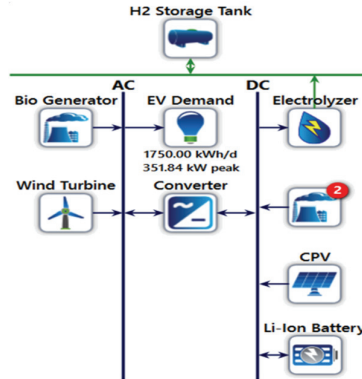 H2 Storage Tank
AC
DC
Bio Generator
EV Demand
Electrolyzer
1750.00 kWh/d
351.84 kW peak
Wind Turbine
Converter
2
CPV
Li-Ion Battery